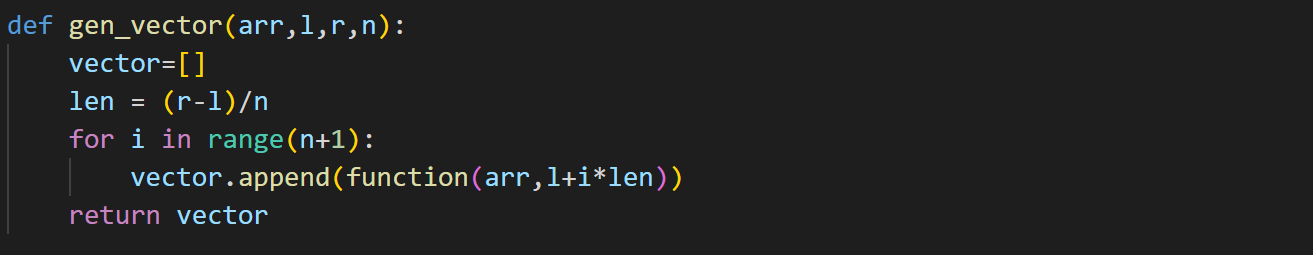 def gen_vector(arr,l,r,n):
    vector=[]
    len = (r-l)/n
    for i in range(n+1):
        vector.append(function(arr,l+i*len))
    return vector